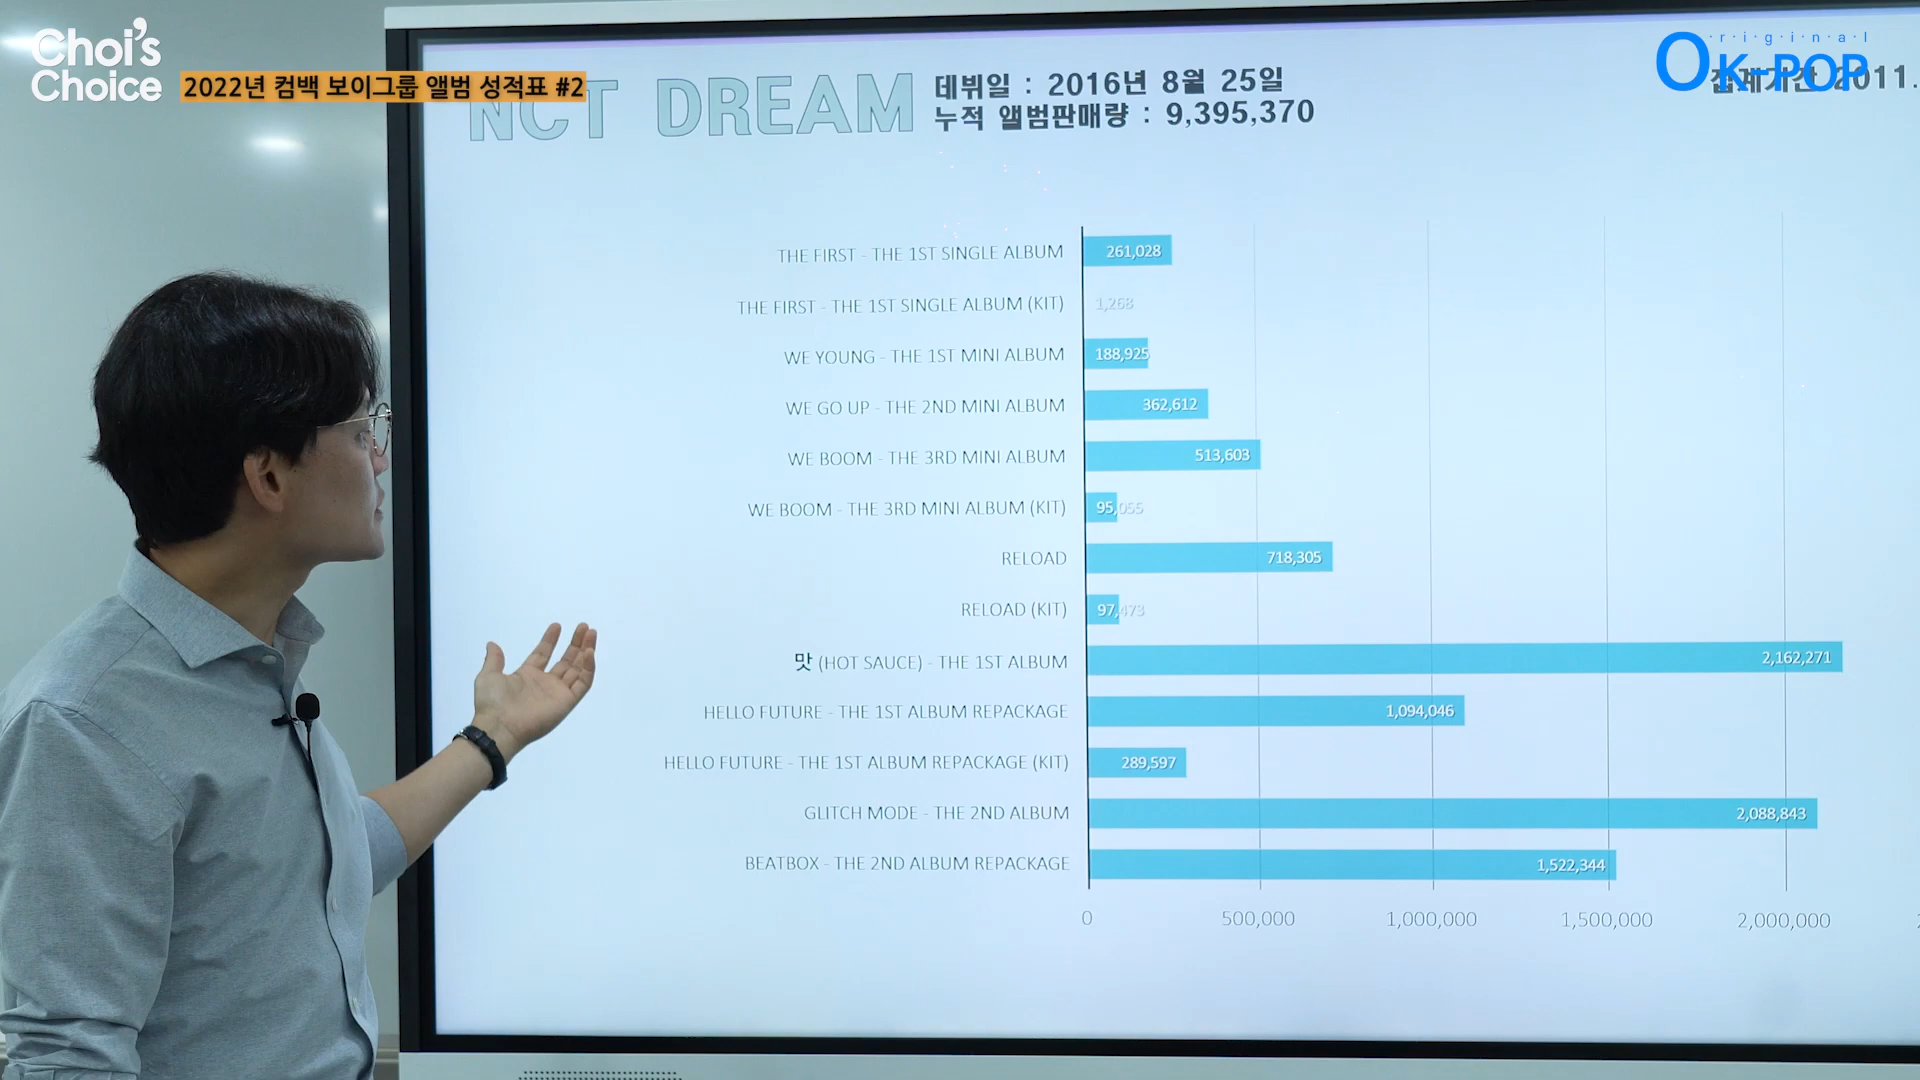 Choi's
Choice
2022년 컴백 보이그룹 앨범 성적표 #2
Original
K-POP
NCT DREAM
데뷔일 : 2016년 8월 25일
누적 앨범판매량 : 9,395,370
집계기간 2011.
THE FIRST - THE 1ST SINGLE ALBUM 261,028
THE FIRST - THE 1ST SINGLE ALBUM (KIT) 1,268
WE YOUNG - THE 1ST MINI ALBUM 188,925
WE GO UP - THE 2ND MINI ALBUM 362,612
WE BOOM - THE 3RD MINI ALBUM 513,603
WE BOOM - THE 3RD MINI ALBUM (KIT) 95,055
RELOAD 718,305
RELOAD (KIT) 97,473
맛 (HOT SAUCE) - THE 1ST ALBUM 2,162,271
HELLO FUTURE - THE 1ST ALBUM REPACKAGE 1,094,046
HELLO FUTURE - THE 1ST ALBUM REPACKAGE (KIT) 289,597
GLITCH MODE - THE 2ND ALBUM 2,088,843
BEATBOX - THE 2ND ALBUM REPACKAGE 1,522,344
0 500,000 1,000,000 1,500,000 2,000,000